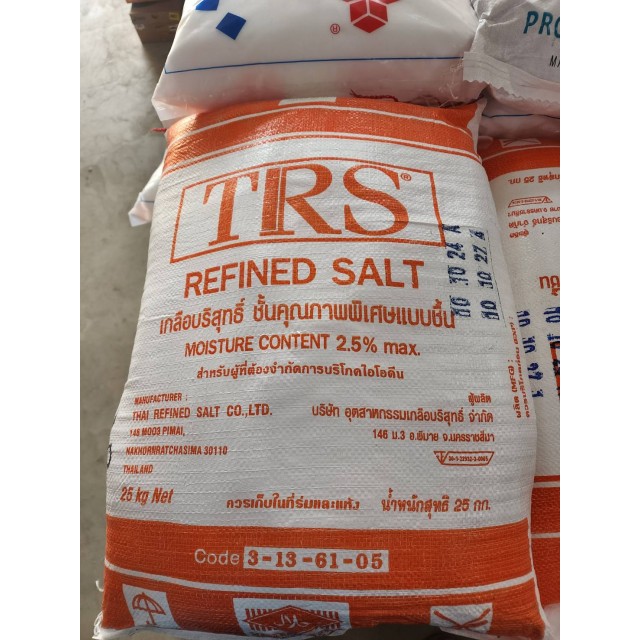 PRO
TRS®
REFINED SALT
เกลือบริสุทธิ์ ชั้นคุณภาพพิเศษแบบชื้น
MOISTURE CONTENT 2.5% max.
สำหรับผู้ที่ต้องจำกัดการบริโภคไอโอดีน
MANUFACTURER :
THAI REFINED SALT CO.,LTD.
146 MOO3 PIMAI,
NAKHORNRATCHASIMA 30110
THAILAND
25 kg Net
ผู้ผลิต
บริษัท อุตสาหกรรมเกลือบริสุทธิ์ จำกัด
146 ม.3 อ.พิมาย จ.นครราชสีมา
ควรเก็บในที่ร่มและแห้ง
น้ำหนักสุทธิ 25 กก.
Code 3-13-61-05